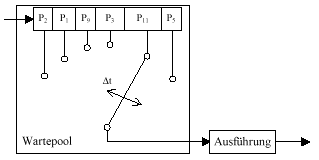 P2 P1 P9 P3 P11 P5
Δt
Wartepool
Ausführung